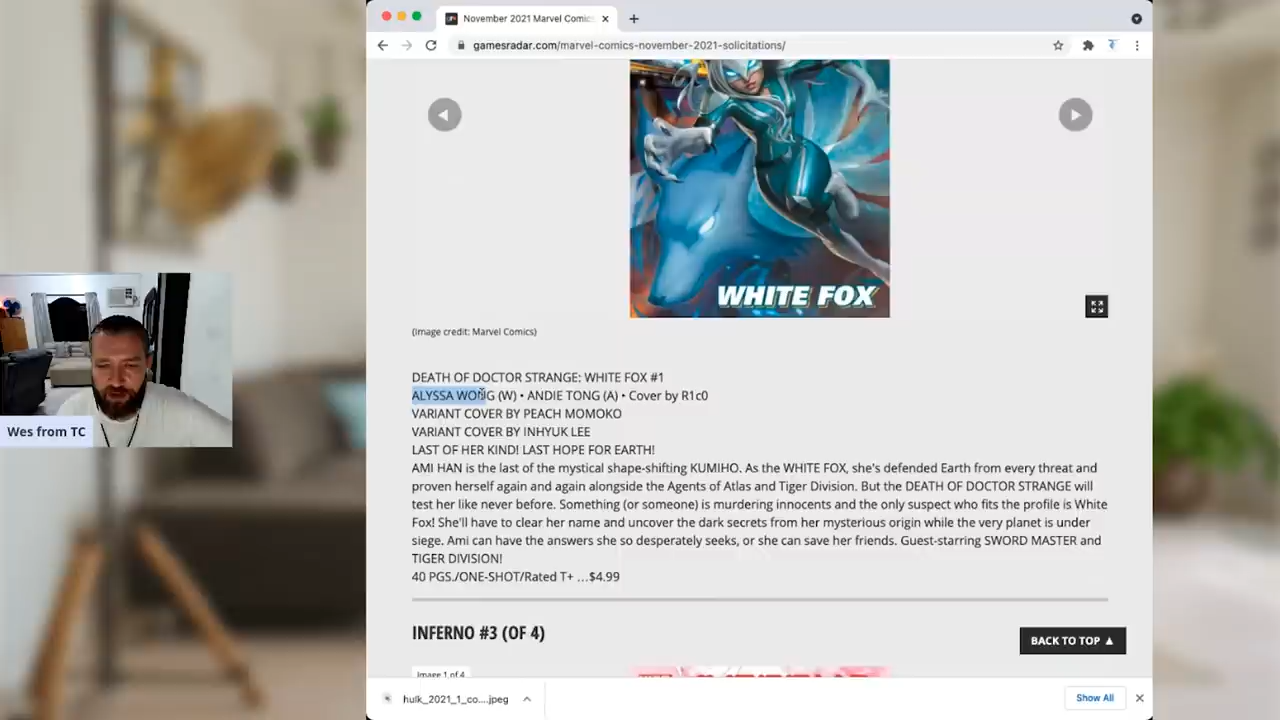 November 2021 Marvel Comics
gamesradar.com/marvel-comics-november-2021-solicitations/
WHITE FOX
(Image credit: Marvel Comics)
DEATH OF DOCTOR STRANGE: WHITE FOX #1
ALYSSA WONG (W) • ANDIE TONG (A) • Cover by R1c0
VARIANT COVER BY PEACH MOMOKO
VARIANT COVER BY INHYUK LEE
LAST OF HER KIND! LAST HOPE FOR EARTH!
AMI HAN is the last of the mystical shape-shifting KUMIHO. As the WHITE FOX, she's defended Earth from every threat and
proven herself again and again alongside the Agents of Atlas and Tiger Division. But the DEATH OF DOCTOR STRANGE will
test her like never before. Something (or someone) is murdering innocents and the only suspect who fits the profile is White
Fox! She'll have to clear her name and uncover the dark secrets from her mysterious origin while the very planet is under
siege. Ami can have the answers she so desperately seeks, or she can save her friends. Guest-starring SWORD MASTER and
TIGER DIVISION!
40 PGS./ONE-SHOT/Rated T+ …$4.99
Wes from TC
INFERNO #3 (OF 4)
BACK TO TOP ▲
Image 1 of 4
hulk_2021_1_co....jpeg
Show All